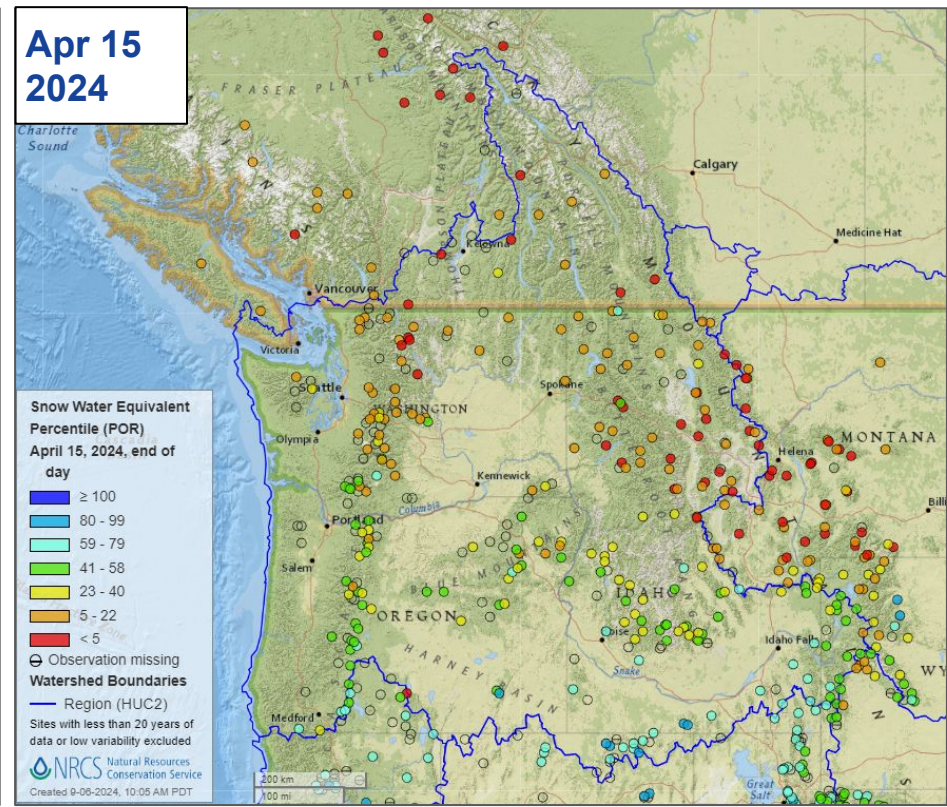 Apr 15
2024
FRASER PLATEAU
Charlotte
Sound
Calgary
Medicine Hat
Kelowna
Vancouver
Victoria
Seattle
Spokane
WASHINGTON
Olympia
MONTANA
Helena
Kennewick
Columbia
Portland
Salem
BLUE MOUNTAINS
IDAHO
OREGON
Idaho Fall
HARNEY BASIN
Snake
Medford
Great
Salt
Snow Water Equivalent
Percentile (POR)
April 15, 2024, end of
day
≥ 100
80 - 99
59 - 79
41 - 58
23 - 40
5 - 22
< 5
Observation missing
Watershed Boundaries
Region (HUC2)
Sites with less than 20 years of
data or low variability excluded
NRCS Natural Resources
Conservation Service
Created 9-06-2024, 10:05 AM PDT
200 km
100 mi